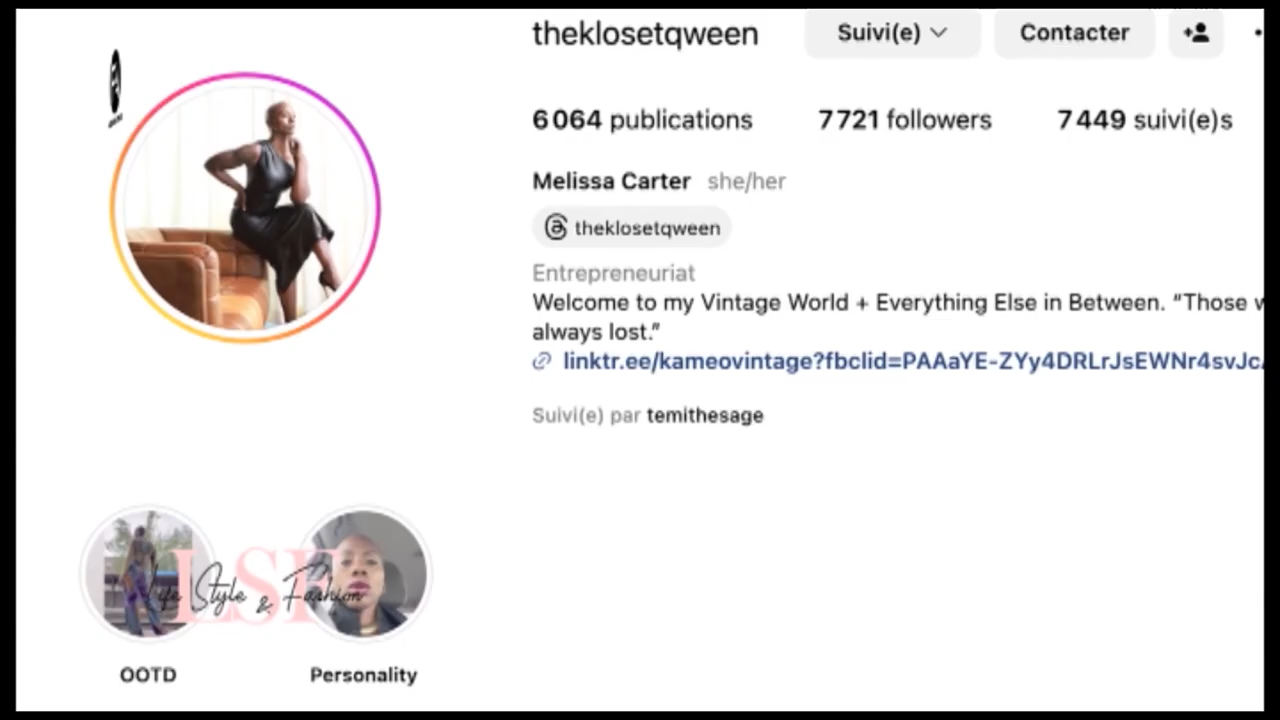 theklosetqween Suivi(e) Contacter
6 064 publications 7 721 followers 7 449 suivi(e)s
Melissa Carter she/her
theklosetqween
Entrepreneuriat
Welcome to my Vintage World + Everything Else in Between. “Those
always lost.”
linktr.ee/kameovintage?fbclid=PAAaYE-ZYy4DRLrJsEWNr4svJc
Suivi(e) par temithesage
LSF
Life Style & Fashion
OOTD Personality